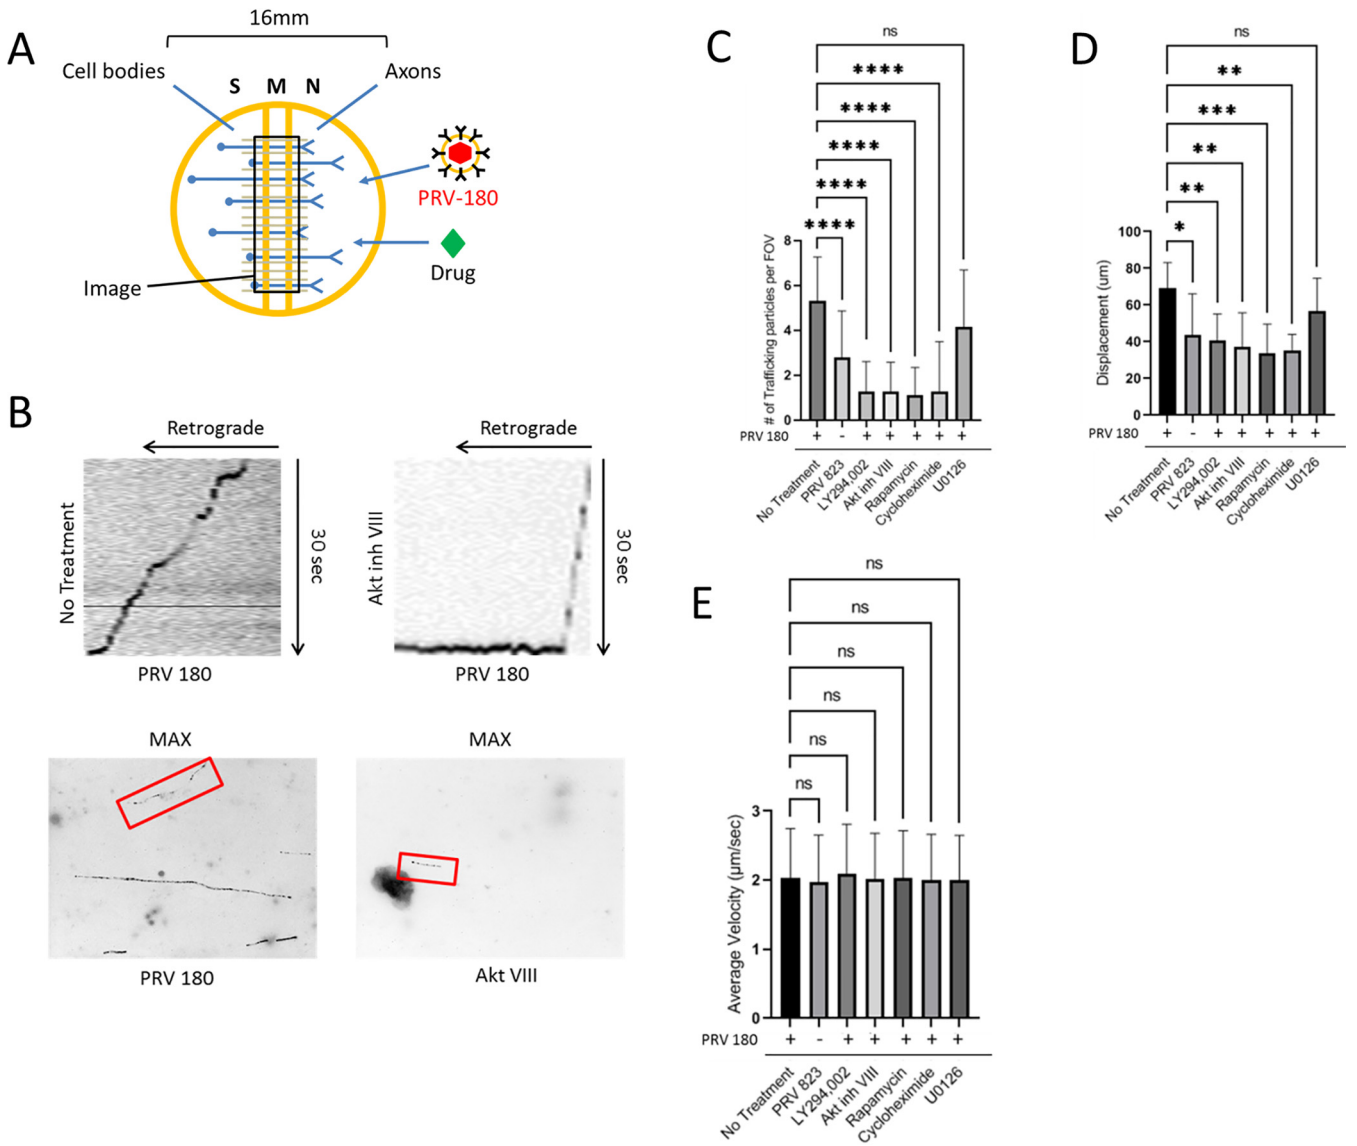 A
16mm
Cell bodies
Axons
S M N
PRV-180
Drug
Image
B
Retrograde
No Treatment
30 sec
PRV 180
Retrograde
Akt inh VIII
30 sec
PRV 180
MAX
PRV 180
MAX
Akt VIII
C
ns
****
****
****
****
****
# of Trafficking particles per FOV
8
6
4
2
0
PRV 180 + - + + + + +
No Treatment
PRV 823
LY294,002
Akt inh VIII
Rapamycin
Cycloheximide
U0126
D
ns
**
***
**
**
*
Displacement (um)
100
80
60
40
20
0
PRV 180 + - + + + + +
No Treatment
PRV 823
LY294,002
Akt inh VIII
Rapamycin
Cycloheximide
U0126
E
ns
ns
ns
ns
ns
ns
Average Velocity (μm/sec)
3
2
1
0
PRV 180 + - + + + + +
No Treatment
PRV 823
LY294,002
Akt inh VIII
Rapamycin
Cycloheximide
U0126